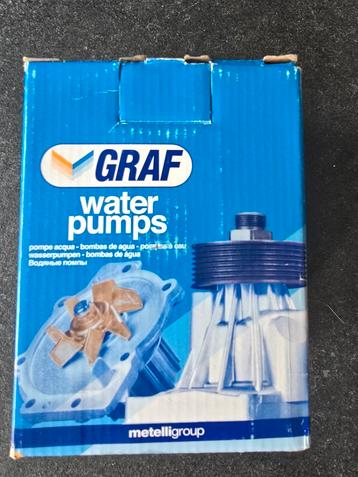 GRAF
water
pumps
pompe acqua - bombas de agua - pompes à eau
wasserpumpen - bombas de água
Водяные помпы
metelligroup